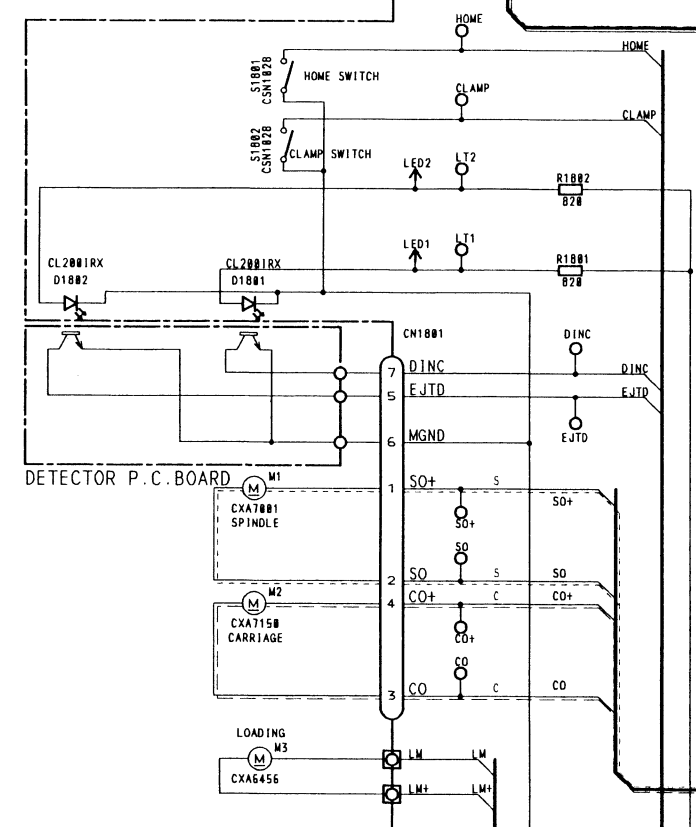 HOME
HOME
S1801
CSN1028
HOME SWITCH
CLAMP
CLAMP
S1802
CSN1028
CLAMP SWITCH
LED2
LT2
R1802
820
LED1
LT1
R1801
820
CL200IRX
D1802
CL200IRX
D1801
CN1801
DINC
7
DINC
DINC
5
EJTD
EJTD
EJTD
6
MGND
DETECTOR P.C.BOARD
M
M1
CXA7001
SPINDLE
1
SO+
S
SO+
SO+
SO
2
SO
S
SO
M
M2
CXA7150
CARRIAGE
4
CO+
C
CO+
CO+
CO
3
CO
C
CO
LOADING
M
M3
CXA6456
LM
LM
LM+
LM+